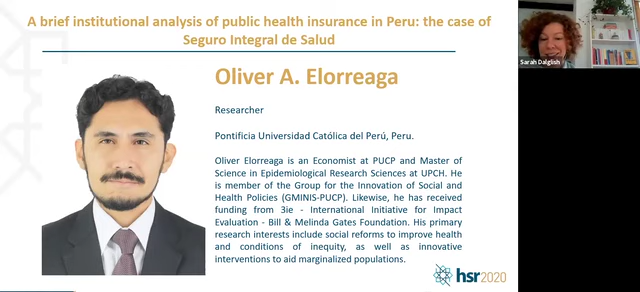 A brief institutional analysis of public health insurance in Peru: the case of
Seguro Integral de Salud
Oliver A. Elorreaga
Researcher
Pontificia Universidad Católica del Perú, Peru.
Oliver Elorreaga is an Economist at PUCP and Master of
Science in Epidemiological Research Sciences at UPCH. He
is member of the Group for the Innovation of Social and
Health Policies (GMINIS-PUCP). Likewise, he has received
funding from 3ie - International Initiative for Impact
Evaluation - Bill & Melinda Gates Foundation. His primary
research interests include social reforms to improve health
and conditions of inequity, as well as innovative
interventions to aid marginalized populations.
hsr2020
Sarah Dalglish